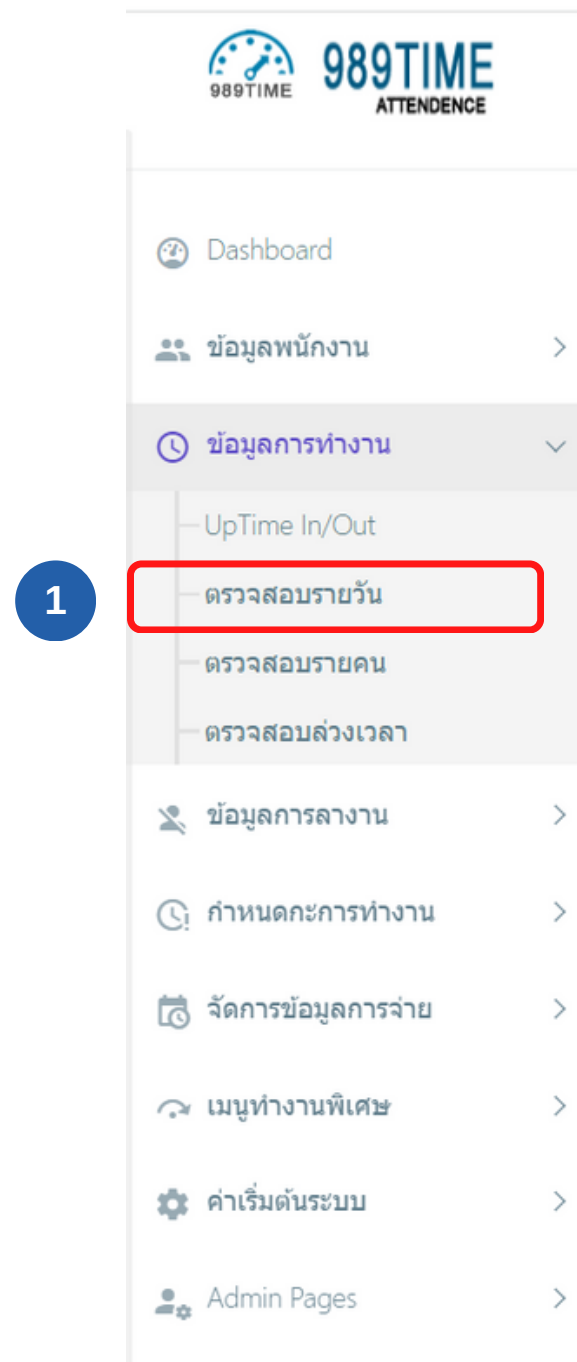 989TIME
989TIME
ATTENDENCE
Dashboard
ข้อมูลพนักงาน
ข้อมูลการทำงาน
UpTime In/Out
1
ตรวจสอบรายวัน
ตรวจสอบรายคน
ตรวจสอบล่วงเวลา
ข้อมูลการลางาน
กำหนดกะการทำงาน
จัดการข้อมูลการจ่าย
เมนูทำงานพิเศษ
ค่าเริ่มต้นระบบ
Admin Pages